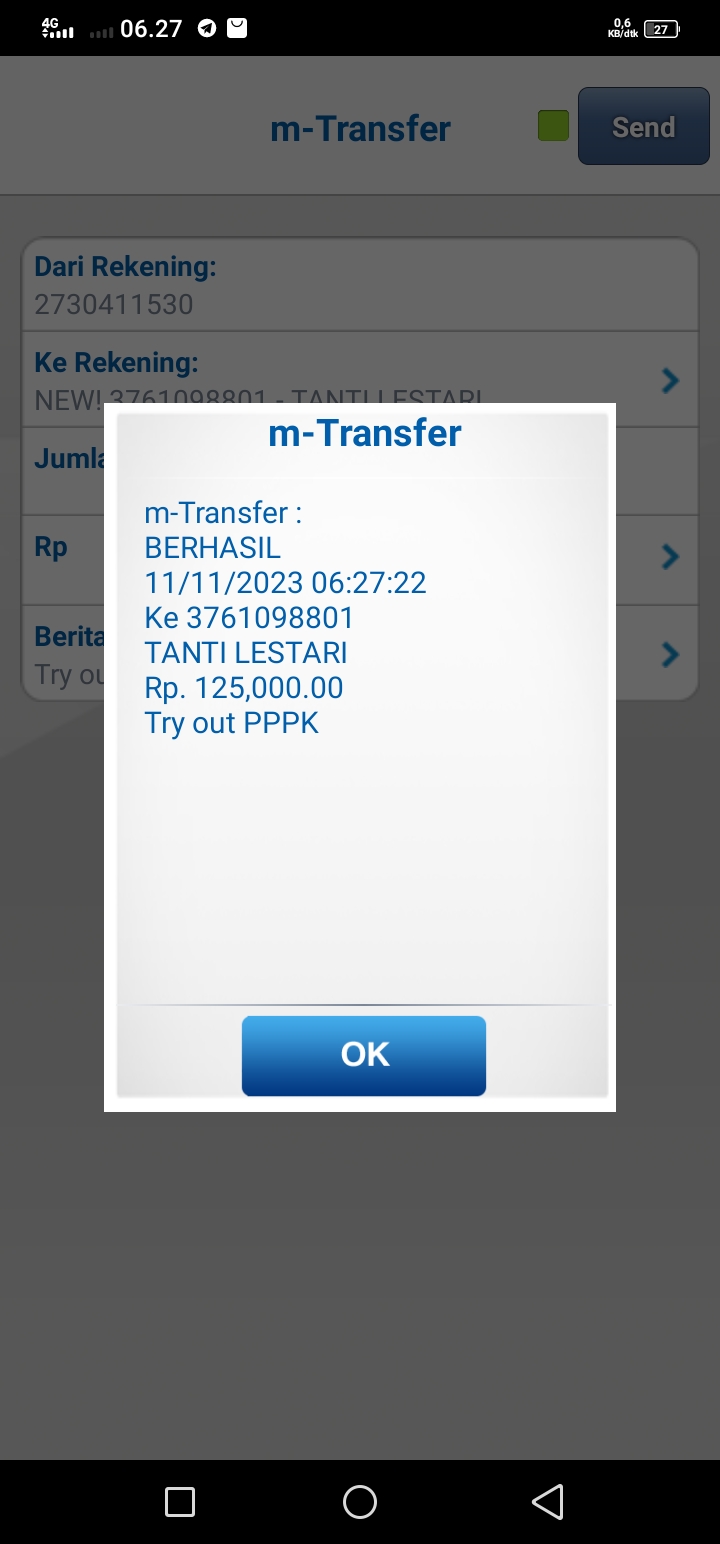 4G 06.27 0,6 KB/dtk 27
m-Transfer Send
Dari Rekening:
2730411530
Ke Rekening:
NEW! 3761098801 - TANTI LESTARI
Jumla
Rp
Berita
Try ou
m-Transfer
m-Transfer :
BERHASIL
11/11/2023 06:27:22
Ke 3761098801
TANTI LESTARI
Rp. 125,000.00
Try out PPPK
OK